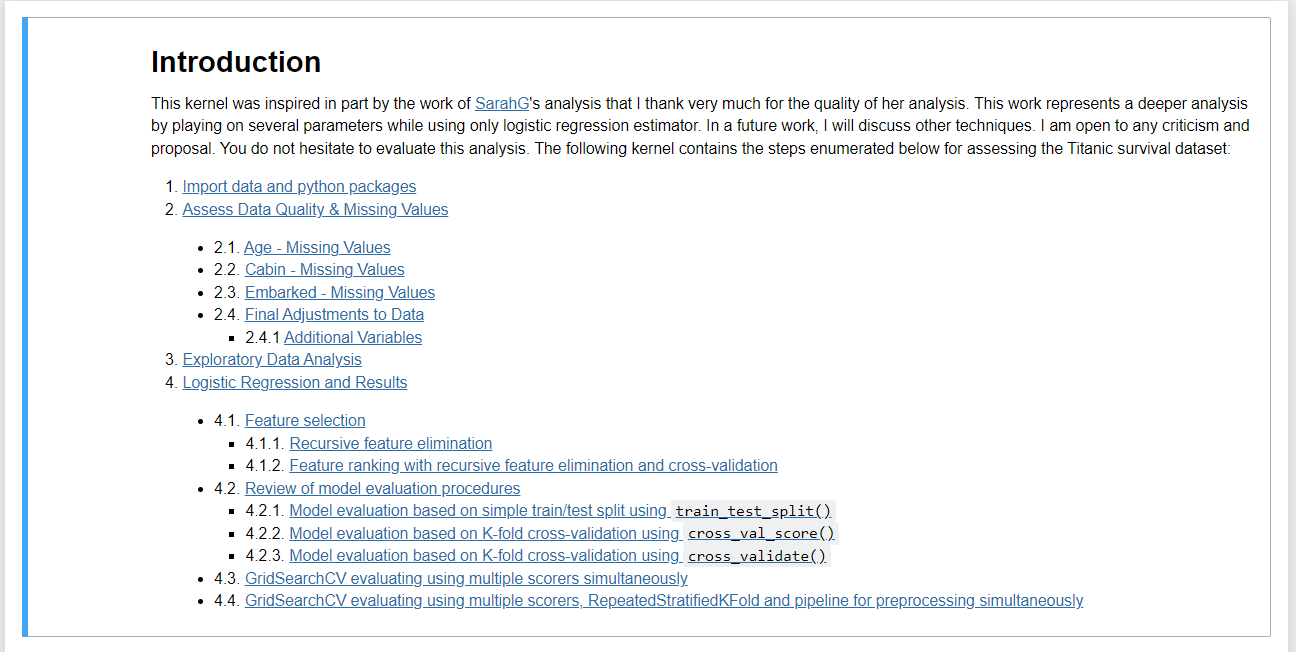 Introduction
This kernel was inspired in part by the work of SarahG's analysis that I thank very much for the quality of her analysis. This work represents a deeper analysis
by playing on several parameters while using only logistic regression estimator. In a future work, I will discuss other techniques. I am open to any criticism and
proposal. You do not hesitate to evaluate this analysis. The following kernel contains the steps enumerated below for assessing the Titanic survival dataset:
1. Import data and python packages
2. Assess Data Quality & Missing Values
• 2.1. Age - Missing Values
• 2.2. Cabin - Missing Values
• 2.3. Embarked - Missing Values
• 2.4. Final Adjustments to Data
▪ 2.4.1 Additional Variables
3. Exploratory Data Analysis
4. Logistic Regression and Results
• 4.1. Feature selection
▪ 4.1.1. Recursive feature elimination
▪ 4.1.2. Feature ranking with recursive feature elimination and cross-validation
• 4.2. Review of model evaluation procedures
▪ 4.2.1. Model evaluation based on simple train/test split using train_test_split()
▪ 4.2.2. Model evaluation based on K-fold cross-validation using cross_val_score()
▪ 4.2.3. Model evaluation based on K-fold cross-validation using cross_validate()
• 4.3. GridSearchCV evaluating using multiple scorers simultaneously
• 4.4. GridSearchCV evaluating using multiple scorers, RepeatedStratifiedKFold and pipeline for preprocessing simultaneously